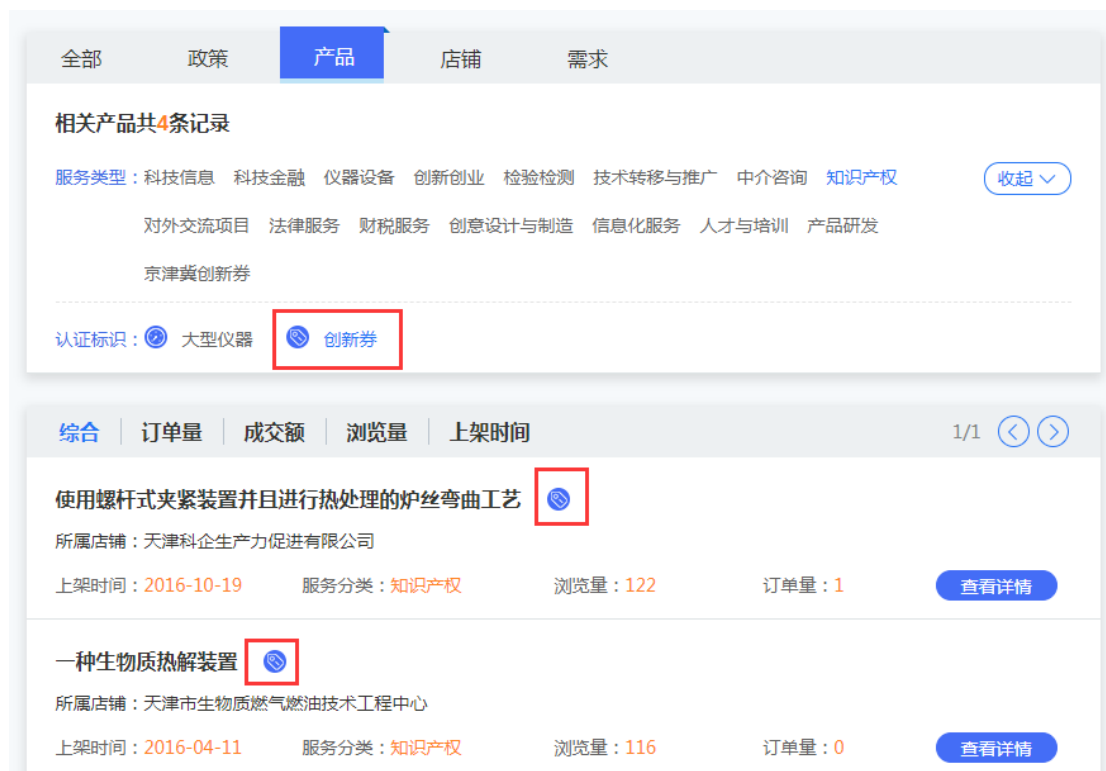 全部 政策 产品 店铺 需求
相关产品共4条记录
服务类型：科技信息 科技金融 仪器设备 创新创业 检验检测 技术转移与推广 中介咨询 知识产权 收起
对外交流项目 法律服务 财税服务 创意设计与制造 信息化服务 人才与培训 产品研发
京津冀创新券
认证标识： 大型仪器 创新券
综合 订单量 成交额 浏览量 上架时间 1/1
使用螺杆式夹紧装置并且进行热处理的炉丝弯曲工艺
所属店铺：天津科企生产力促进有限公司
上架时间：2016-10-19 服务分类：知识产权 浏览量：122 订单量：1 查看详情
一种生物质热解装置
所属店铺：天津市生物质燃气燃油技术工程中心
上架时间：2016-04-11 服务分类：知识产权 浏览量：116 订单量：0 查看详情